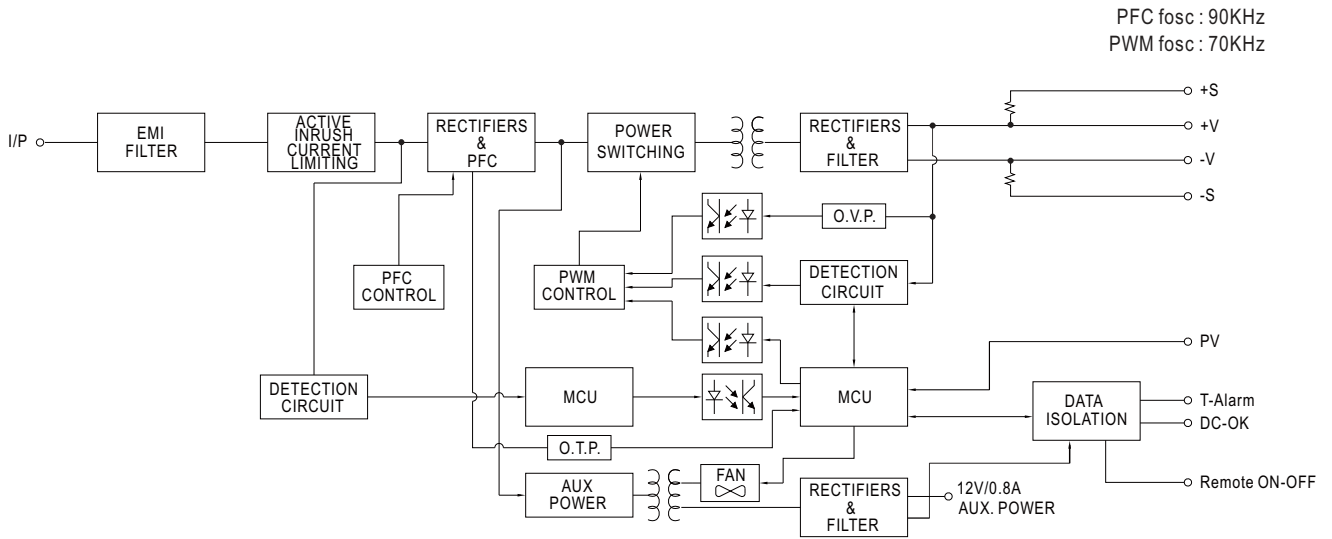 PFC fosc : 90KHz
PWM fosc : 70KHz
I/P
EMI
FILTER
ACTIVE
INRUSH
CURRENT
LIMITING
RECTIFIERS
&
PFC
POWER
SWITCHING
RECTIFIERS
&
FILTER
+S
+V
-V
-S
O.V.P.
PFC
CONTROL
PWM
CONTROL
DETECTION
CIRCUIT
PV
DETECTION
CIRCUIT
MCU
MCU
DATA
ISOLATION
T-Alarm
DC-OK
O.T.P.
AUX
POWER
FAN
RECTIFIERS
&
FILTER
12V/0.8A
AUX. POWER
Remote ON-OFF